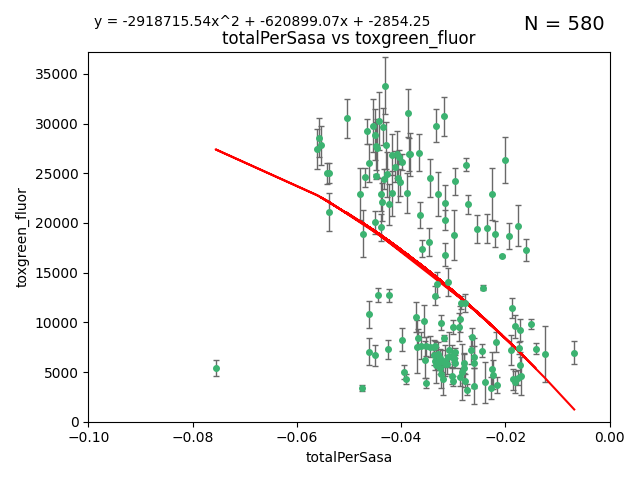 y = -2918715.54x^2 + -620899.07x + -2854.25
N = 580
totalPerSasa vs toxgreen_fluor
toxgreen_fluor
35000
30000
25000
20000
15000
10000
5000
0
−0.10
−0.08
−0.06
−0.04
−0.02
0.00
totalPerSasa